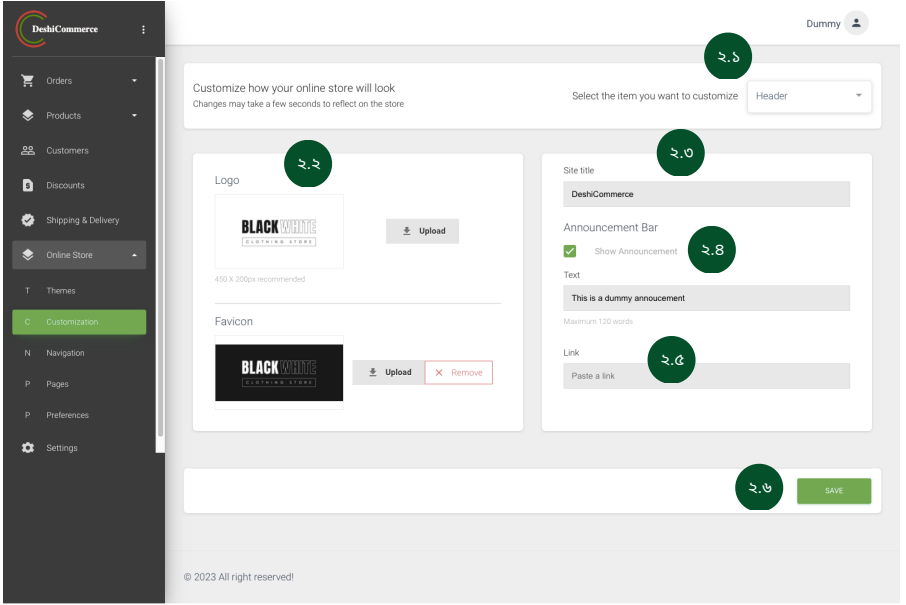 DeshiCommerce
Dummy
Orders
Products
Customers
Discounts
Shipping & Delivery
Online Store
T Themes
C Customization
N Navigation
P Pages
P Preferences
Settings
২.১
Customize how your online store will look
Changes may take a few seconds to reflect on the store
Select the item you want to customize
Header
২.২
Logo
BLACKWHITE
CLOTHING STORE
Upload
450 X 200px recommended
Favicon
BLACKWHITE
CLOTHING STORE
Upload
Remove
২.৩
Site title
DeshiCommerce
Announcement Bar
Show Announcement
২.৪
Text
This is a dummy annoucement
Maximum 120 words
Link
২.৫
Paste a link
২.৬
SAVE
© 2023 All right reserved!